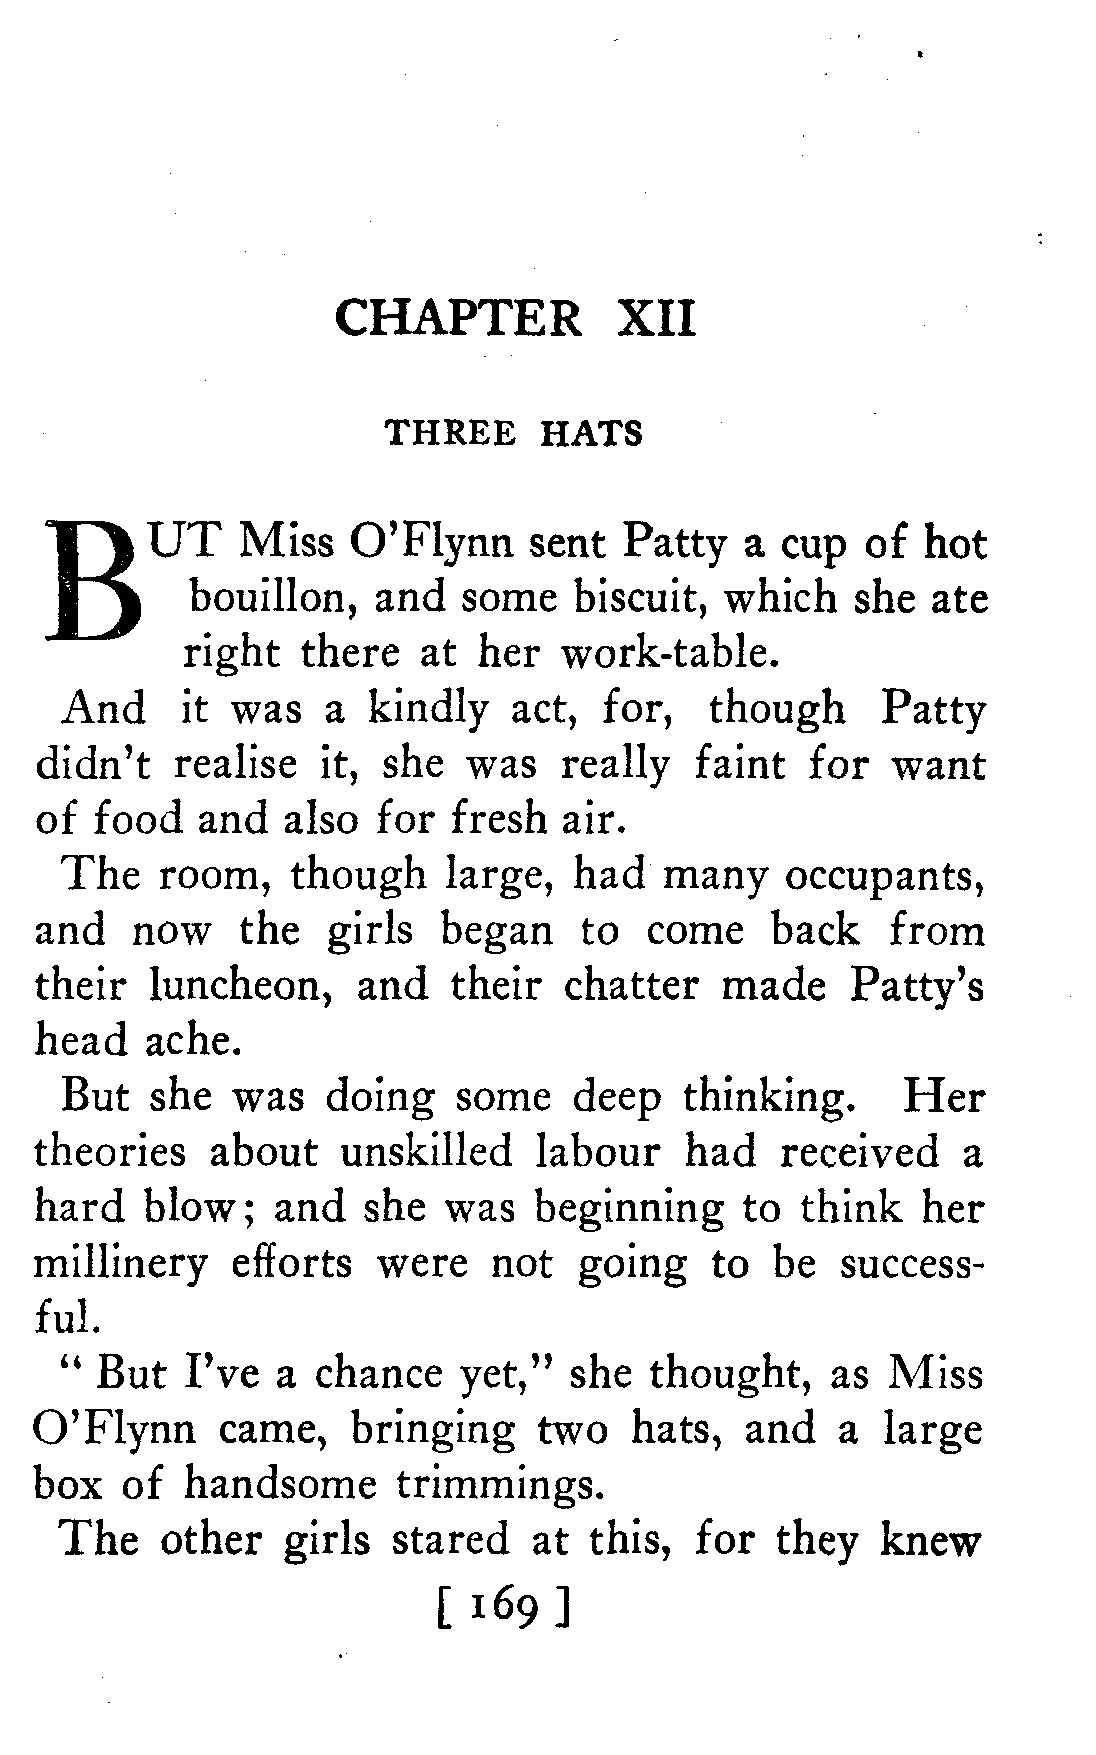 CHAPTER XII
THREE HATS
BUT Miss O'Flynn sent Patty a cup of hot
bouillon, and some biscuit, which she ate
right there at her work-table.
And it was a kindly act, for, though Patty
didn't realise it, she was really faint for want
of food and also for fresh air.
The room, though large, had many occupants,
and now the girls began to come back from
their luncheon, and their chatter made Patty's
head ache.
But she was doing some deep thinking. Her
theories about unskilled labour had received a
hard blow; and she was beginning to think her
millinery efforts were not going to be success-
ful.
" But I've a chance yet," she thought, as Miss
O'Flynn came, bringing two hats, and a large
box of handsome trimmings.
The other girls stared at this, for they knew
[ 169 ]